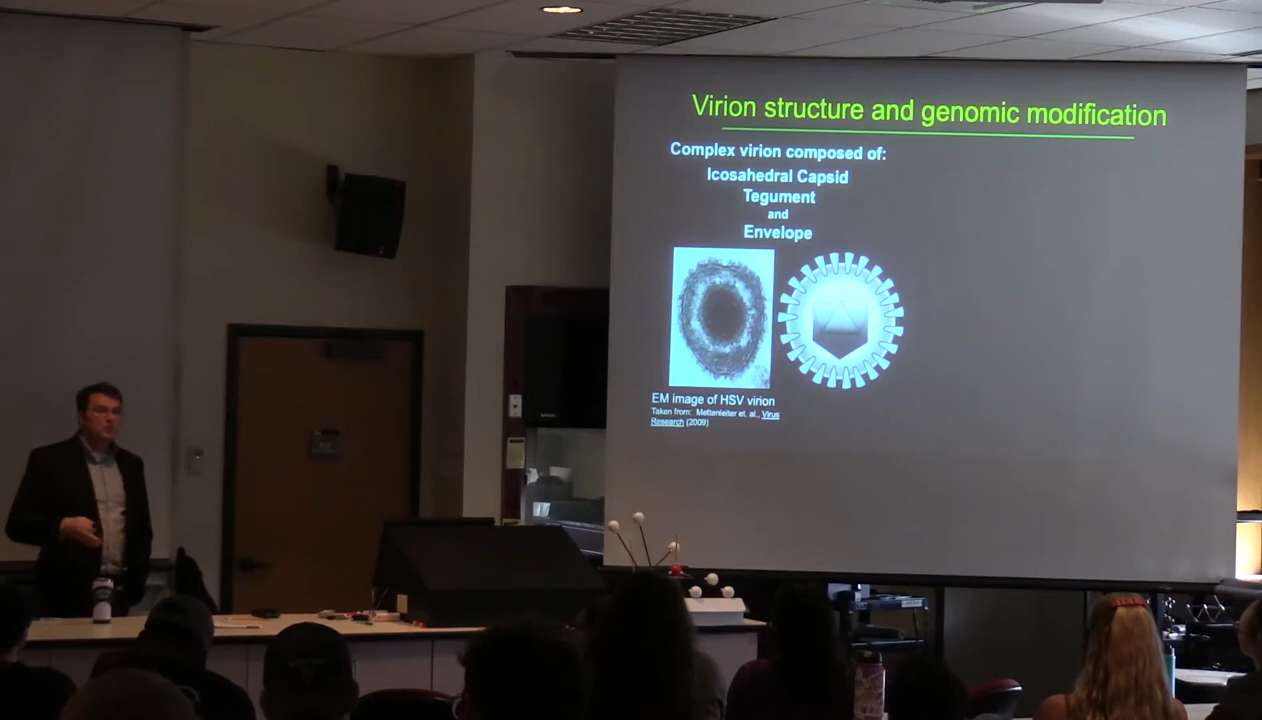 Virion structure and genomic modification
Complex virion composed of:
Icosahedral Capsid
Tegument
and
Envelope
EM image of HSV virion
Taken from: Mettenleiter et. al., Virus
Research (2009)